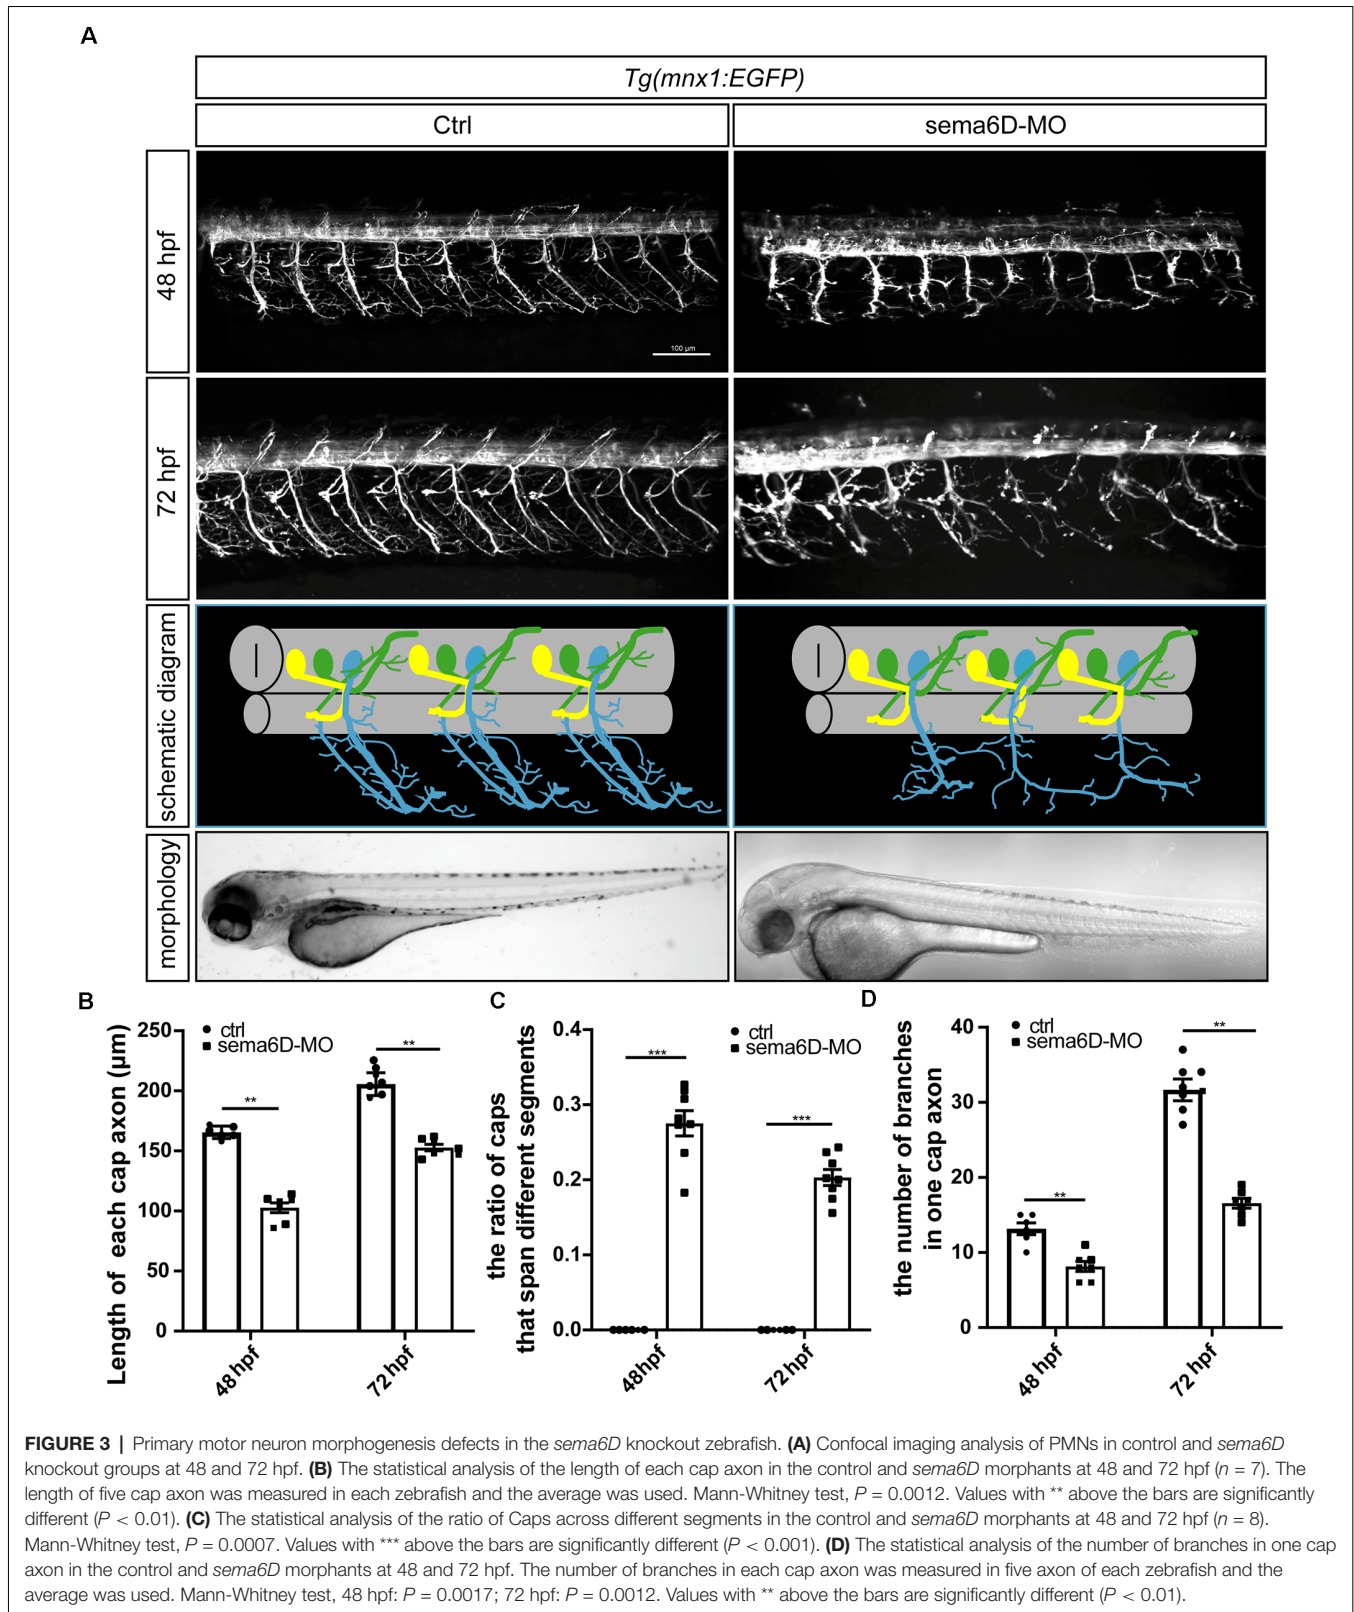 A
Tg(mnx1:EGFP)
Ctrl
sema6D-MO
48 hpf
100 µm
72 hpf
schematic diagram
morphology
B
Length of each cap axon (µm)
250
200
150
100
50
0
ctrl
sema6D-MO
**
**
48 hpf
72 hpf
C
the ratio of caps
that span different segments
0.4
0.3
0.2
0.1
0.0
ctrl
sema6D-MO
***
***
48hpf
72 hpf
D
the number of branches
in one cap axon
40
30
20
10
0
ctrl
sema6D-MO
**
**
48 hpf
72 hpf
FIGURE 3 | Primary motor neuron morphogenesis defects in the sema6D knockout zebrafish. (A) Confocal imaging analysis of PMNs in control and sema6D
knockout groups at 48 and 72 hpf. (B) The statistical analysis of the length of each cap axon in the control and sema6D morphants at 48 and 72 hpf (n = 7). The
length of five cap axon was measured in each zebrafish and the average was used. Mann-Whitney test, P = 0.0012. Values with ** above the bars are significantly
different (P < 0.01). (C) The statistical analysis of the ratio of Caps across different segments in the control and sema6D morphants at 48 and 72 hpf (n = 8).
Mann-Whitney test, P = 0.0007. Values with *** above the bars are significantly different (P < 0.001). (D) The statistical analysis of the number of branches in one cap
axon in the control and sema6D morphants at 48 and 72 hpf. The number of branches in each cap axon was measured in five axon of each zebrafish and the
average was used. Mann-Whitney test, 48 hpf: P = 0.0017; 72 hpf: P = 0.0012. Values with ** above the bars are significantly different (P < 0.01).